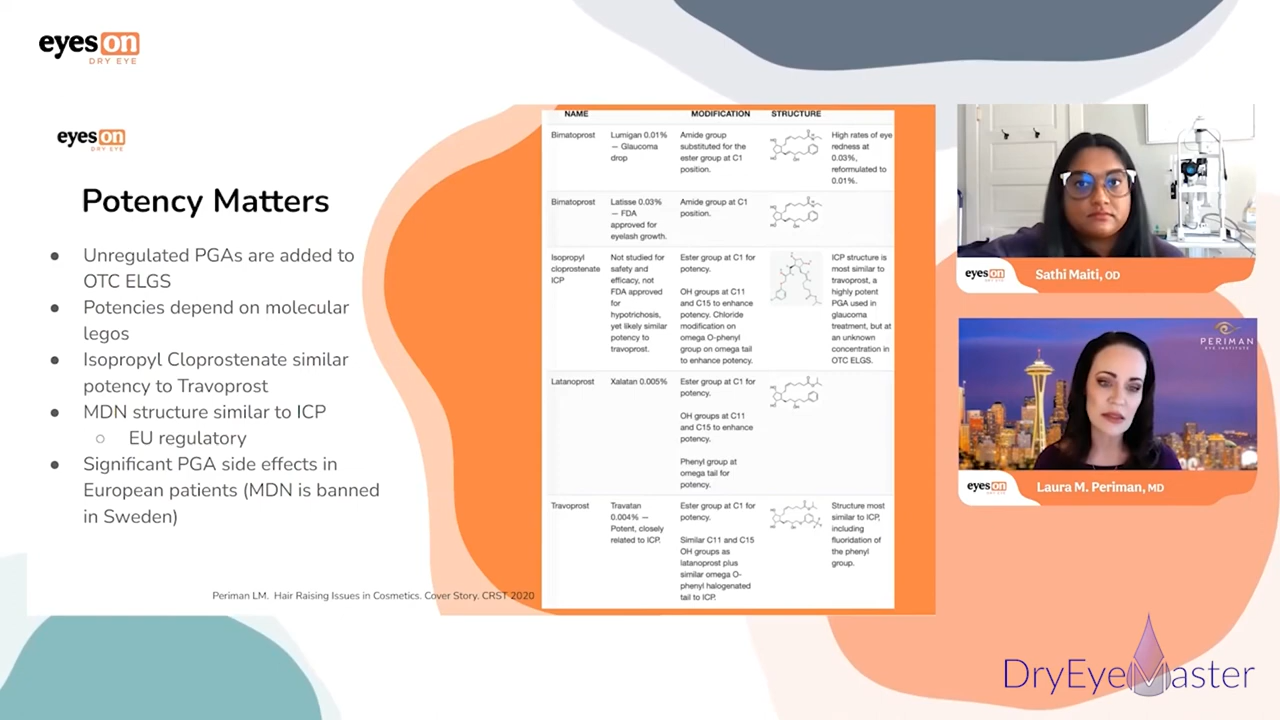 eyes on
DRY EYE
eyes on
DRY EYE
Potency Matters
● Unregulated PGAs are added to
OTC ELGS
● Potencies depend on molecular
legos
● Isopropyl Cloprostenate similar
potency to Travoprost
● MDN structure similar to ICP
○ EU regulatory
● Significant PGA side effects in
European patients (MDN is banned
in Sweden)
Periman LM. Hair Raising Issues in Cosmetics. Cover Story. CRST 2020
NAME MODIFICATION STRUCTURE
Bimatoprost
Lumigan 0.01%
— Glaucoma
drop
Amide group
substituted for the
ester group at C1
position.
High rates of eye
redness at
0.03%,
reformulated to
0.01%.
Bimatoprost
Latisse 0.03%
— FDA
approved for
eyelash growth.
Amide group at C1
position.
Isopropyl
cloprostenate
ICP
Not studied for
safety and
efficacy, not
FDA approved
for
hypotrichosis,
yet likely similar
potency to
travoprost.
Ester group at C1 for
potency.
OH groups at C11
and C15 to enhance
potency. Chloride
modification on
omega O-phenyl
group on omega tail
to enhance potency.
ICP structure is
most similar to
travoprost, a
highly potent
PGA used in
glaucoma
treatment, but at
an unknown
concentration in
OTC ELGS.
Latanoprost
Xalatan 0.005%
Ester group at C1 for
potency.
OH groups at C11
and C15 to enhance
potency.
Phenyl group at
omega tail for
potency.
Travoprost
Travatan
0.004% —
Potent, closely
related to ICP.
Ester group at C1 for
potency.
Similar C11 and C15
OH groups as
latanoprost plus
similar omega O-
phenyl halogenated
tail to ICP.
Structure most
similar to ICP,
including
fluoridation of
the phenyl
group.
eyes on
DRY EYE
Sathi Maiti, OD
PERIMAN
EYE INSTITUTE
eyes on
DRY EYE
Laura M. Periman, MD
DryEyeMaster